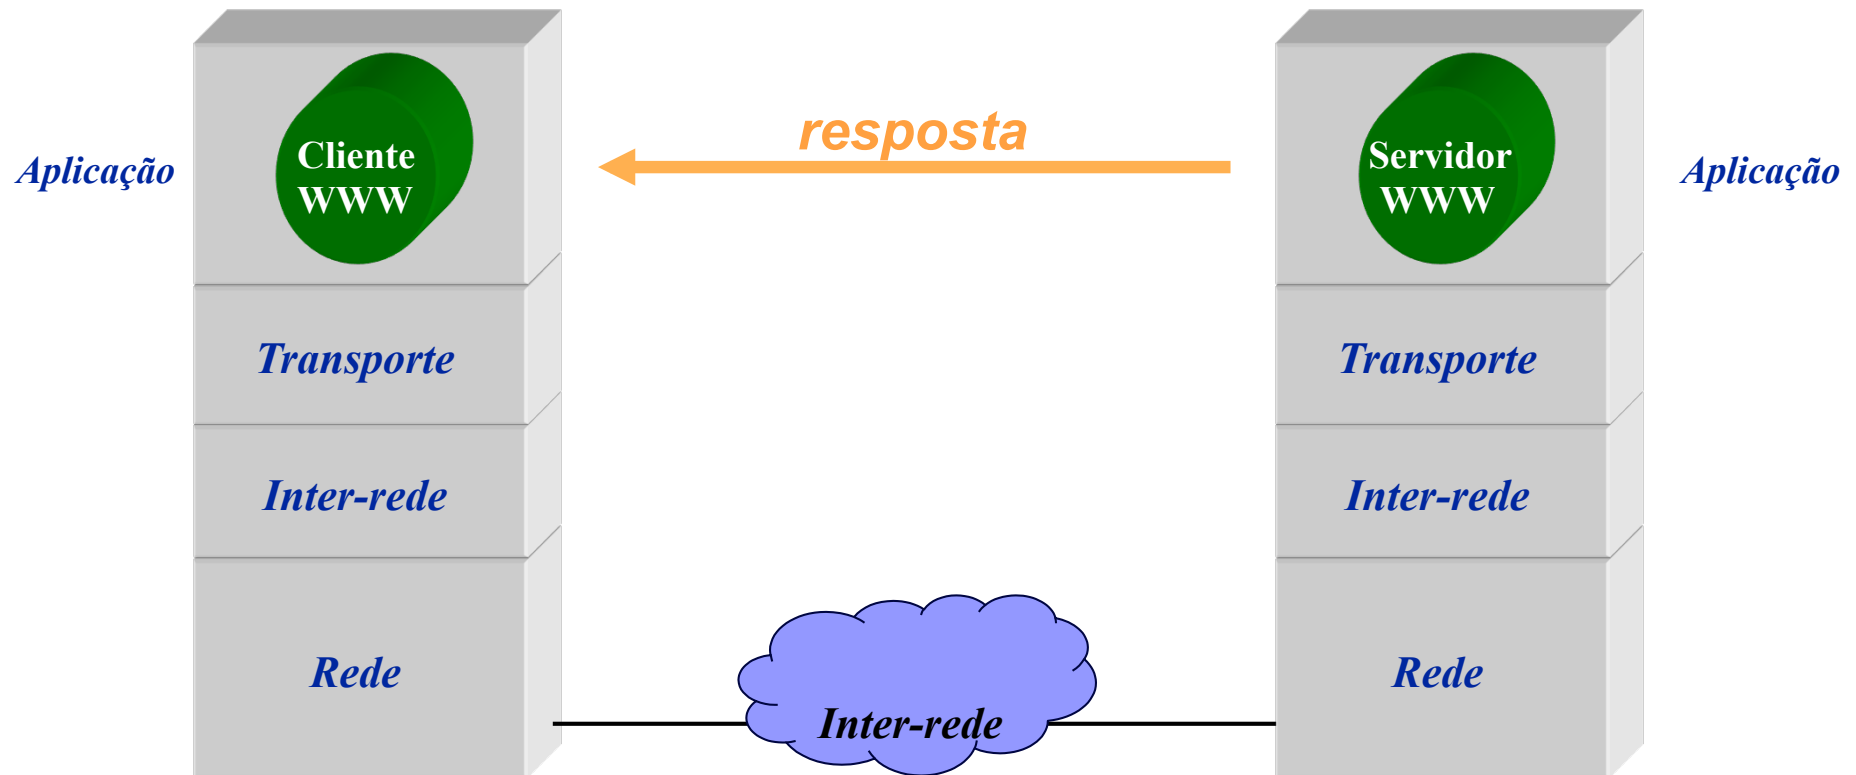 Aplicação
Cliente
WWW
resposta
Servidor
WWW
Aplicação
Transporte
Transporte
Inter-rede
Inter-rede
Rede
Inter-rede
Rede